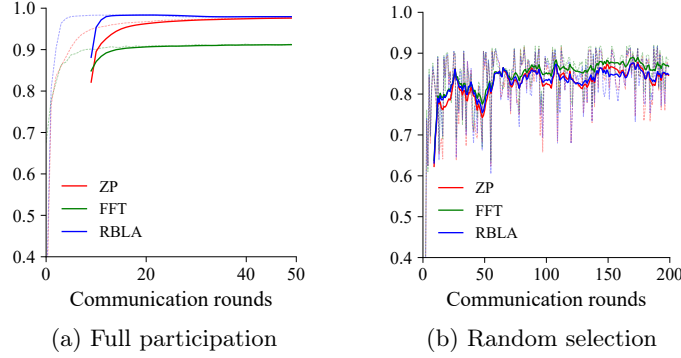 1.0
0.9
0.8
0.7
0.6
0.5
0.4
ZP
FFT
RBLA
0 20 40 50
Communication rounds
(a) Full participation
1.0
0.9
0.8
0.7
0.6
0.5
0.4
ZP
FFT
RBLA
0 50 100 150 200
Communication rounds
(b) Random selection